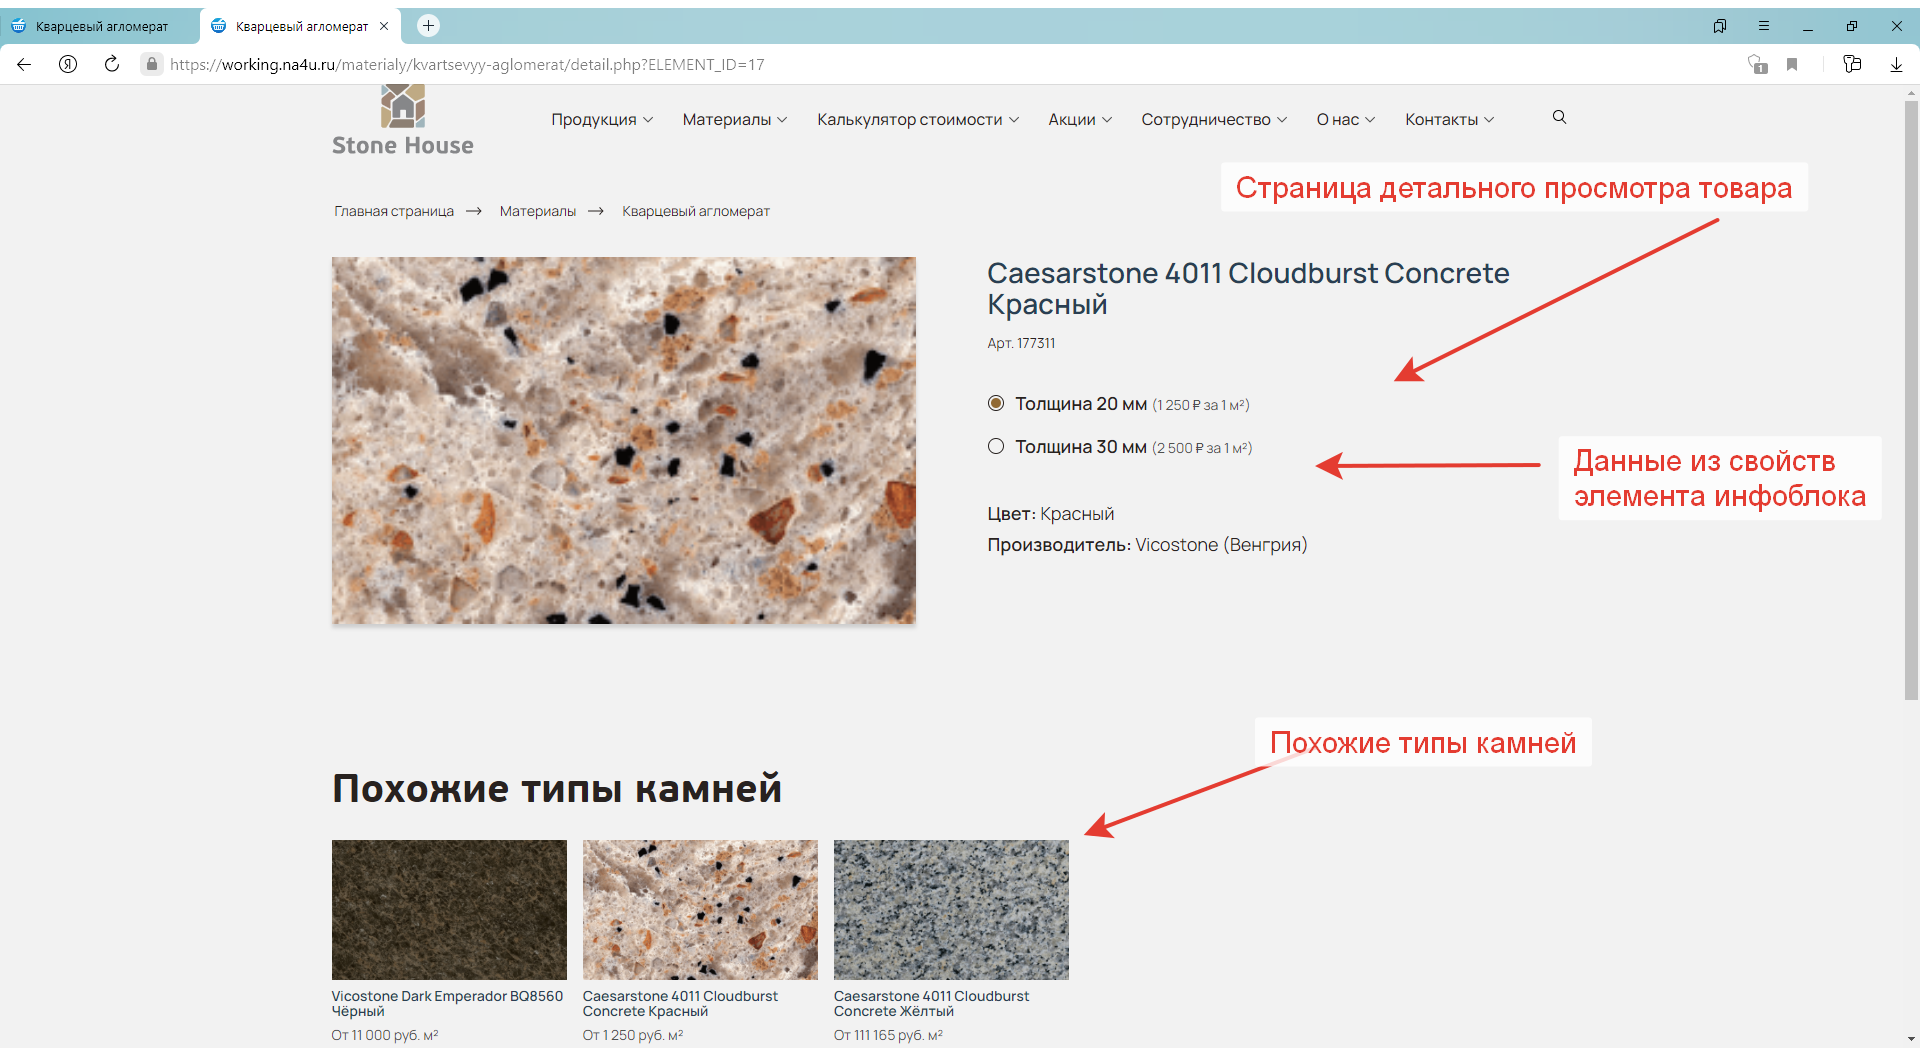 Кварцевый агломерат
Кварцевый агломерат
https://working.na4u.ru/materialy/kvartsevyy-aglomerat/detail.php?ELEMENT_ID=17
1
Stone House
Продукция
Материалы
Калькулятор стоимости
Акции
Сотрудничество
О нас
Контакты
Страница детального просмотра товара
Главная страница
Материалы
Кварцевый агломерат
Caesarstone 4011 Cloudburst Concrete
Красный
Арт. 177311
Толщина 20 мм (1 250 ₽ за 1 м²)
Толщина 30 мм (2 500 ₽ за 1 м²)
Данные из свойств
элемента инфоблока
Цвет: Красный
Производитель: Vicostone (Венгрия)
Похожие типы камней
Похожие типы камней
Vicostone Dark Emperador BQ8560
Чёрный
От 11 000 руб. м²
Caesarstone 4011 Cloudburst
Concrete Красный
От 1 250 руб. м²
Caesarstone 4011 Cloudburst
Concrete Жёлтый
От 111 165 руб. м²